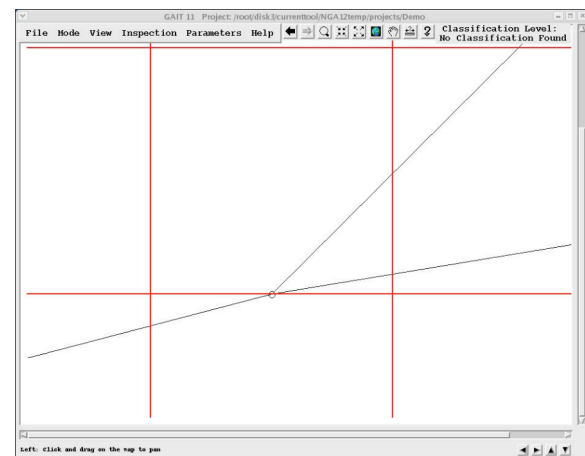 GAIT 11 Project: /root/disk3/currenttool/NGA12temp/projects/Demo
File Mode View Inspection Parameters Help
Classification Level:
No Classification Found
Left: Click and drag on the map to pan